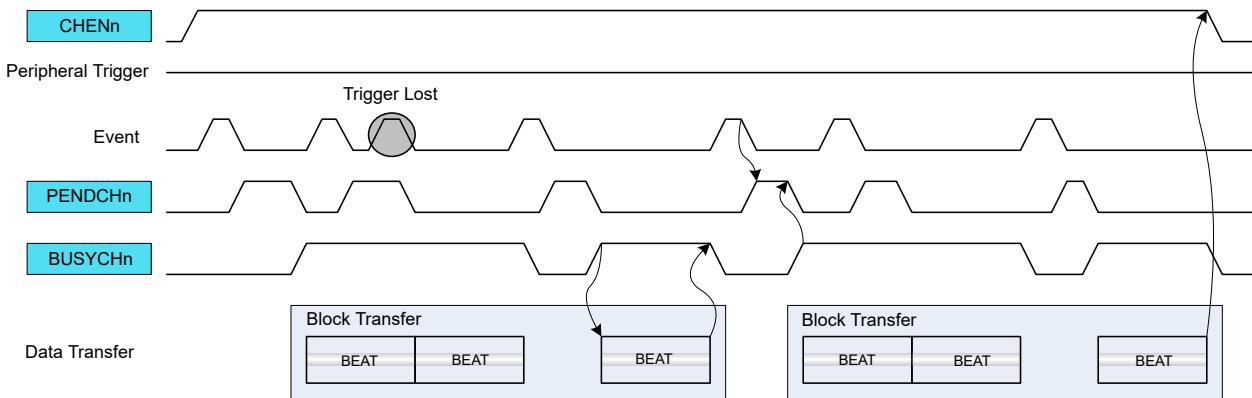 CHENn
Peripheral Trigger
Trigger Lost
Event
PENDCHn
BUSYCHn
Data Transfer
Block Transfer
BEAT
BEAT
BEAT
Block Transfer
BEAT
BEAT
BEAT